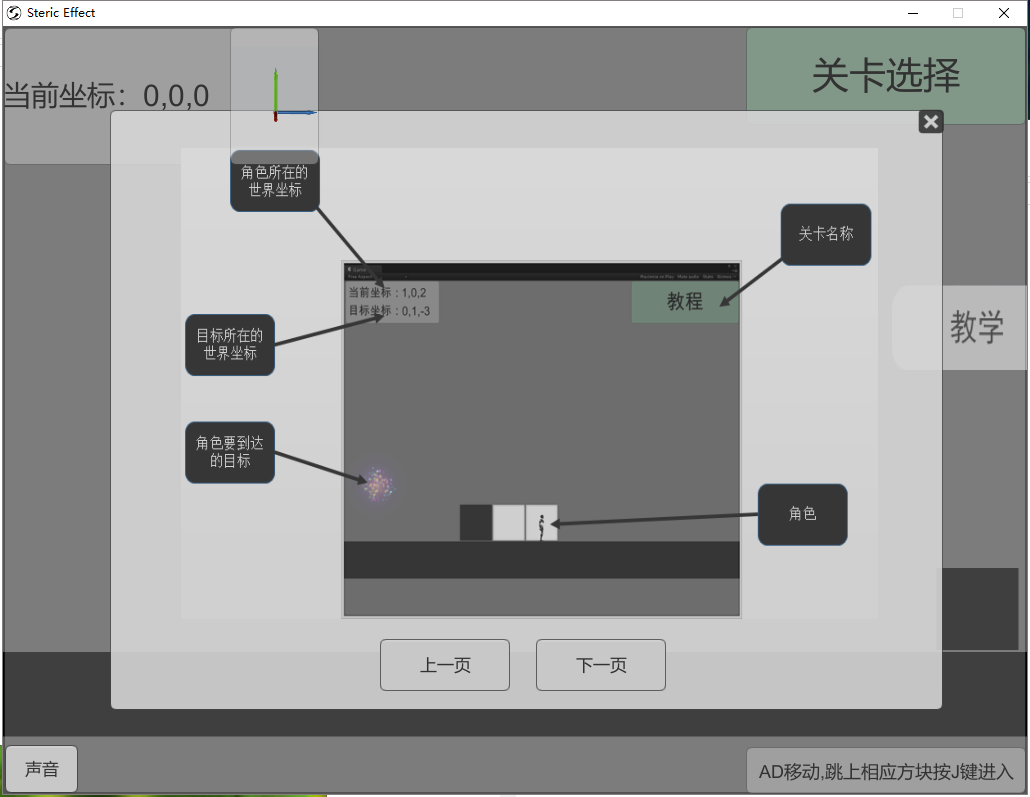 Steric Effect
当前坐标：0,0,0
关卡选择
角色所在的
世界坐标
关卡名称
当前坐标：1,0,2
目标坐标：0,1,-3
教程
目标所在的
世界坐标
教学
角色要到达
的目标
角色
上一页
下一页
声音
AD移动,跳上相应方块按J键进入